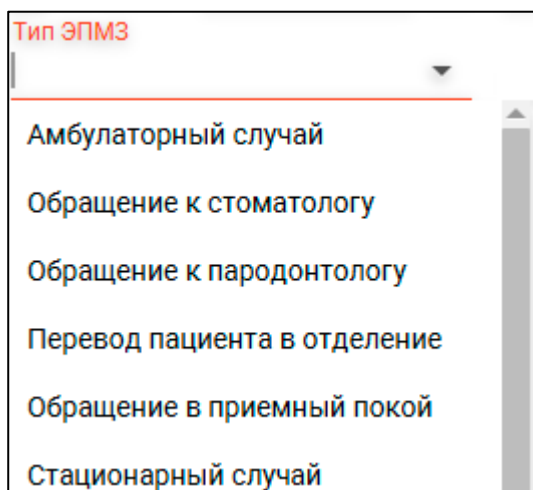 Тип ЭПМЗ
Амбулаторный случай
Обращение к стоматологу
Обращение к пародонтологу
Перевод пациента в отделение
Обращение в приемный покой
Стационарный случай